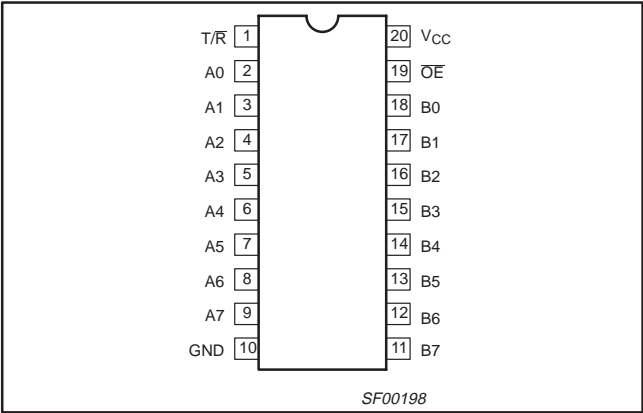 T/R̅ 1 20 VCC
A0 2 19 O̅E̅
A1 3 18 B0
A2 4 17 B1
A3 5 16 B2
A4 6 15 B3
A5 7 14 B4
A6 8 13 B5
A7 9 12 B6
GND 10 11 B7
SF00198